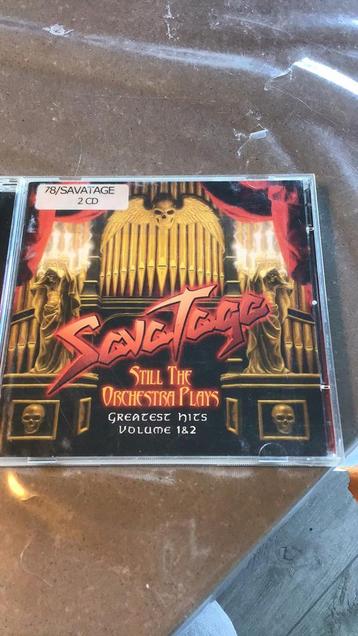 78/SAVATAGE
2 CD
SAVATAGE
STILL THE
ORCHESTRA PLAYS
GREATEST HITS
VOLUME 1&2